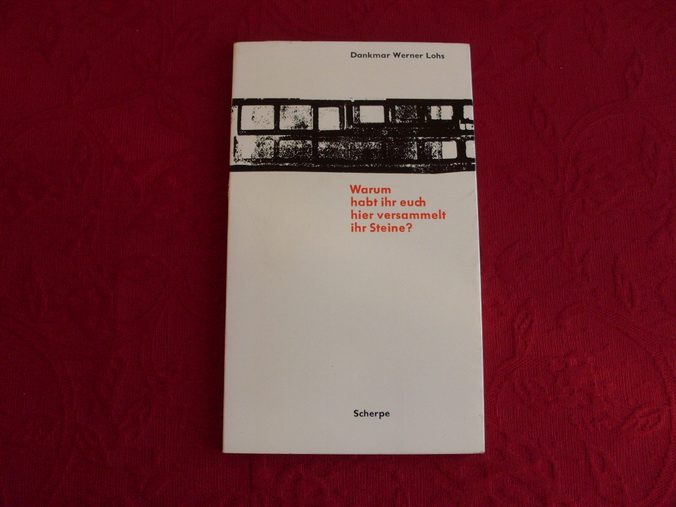 Dankmar Werner Lohs
Warum
habt ihr euch
hier versammelt
ihr Steine?
Scherpe